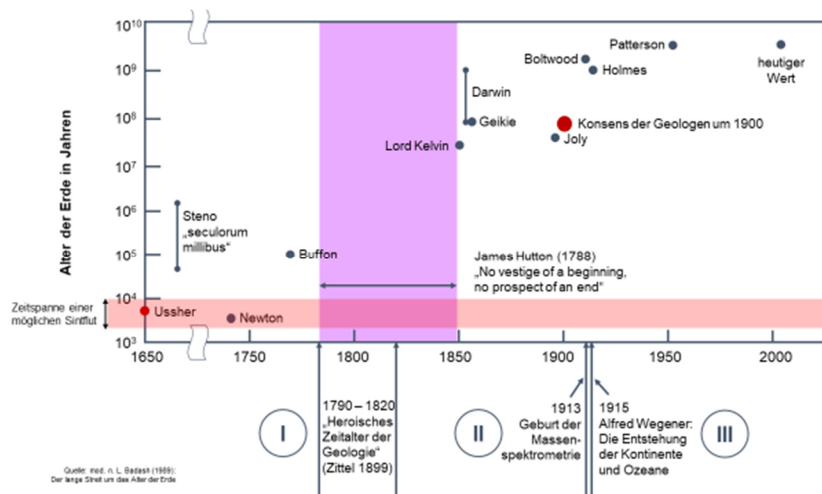 Alter der Erde in Jahren
10¹⁰
10⁹
10⁸
10⁷
10⁶
10⁵
10⁴
10³
1650
1750
1800
1850
1900
1950
2000
Patterson
Boltwood
Holmes
heutiger
Wert
Darwin
Geikie
Konsens der Geologen um 1900
Lord Kelvin
Joly
Steno
„seculorum
millibus“
Buffon
James Hutton (1788)
„No vestige of a beginning,
no prospect of an end“
Zeitspanne einer
möglichen Sintflut
Ussher
Newton
I
1790 – 1820
„Heroisches
Zeitalter der
Geologie“
(Zittel 1899)
II
1913
Geburt der
Massen-
spektrometrie
1915
Alfred Wegener:
Die Entstehung
der Kontinente
und Ozeane
III
Quelle: mod. n. L. Badash (1989):
Der lange Streit um das Alter der Erde